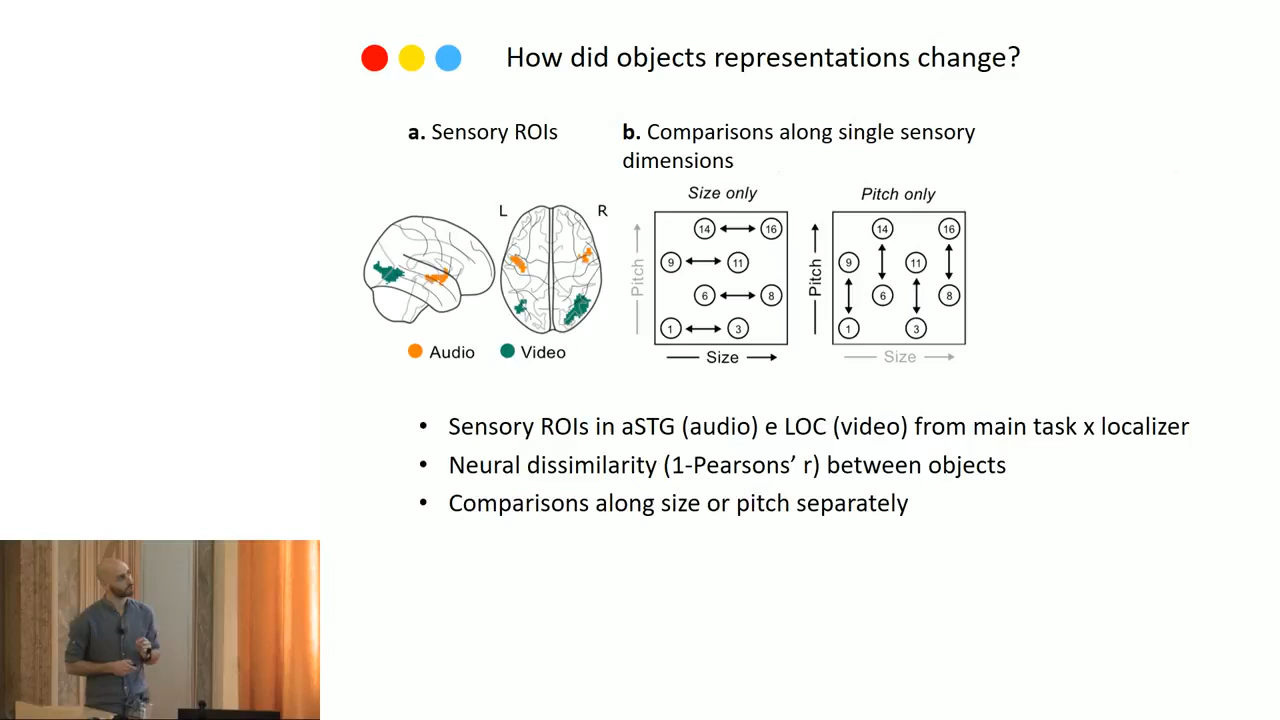 How did objects representations change?
a. Sensory ROIs
b. Comparisons along single sensory
dimensions
L
R
Audio
Video
Size only
Pitch
14
16
9
11
6
8
1
3
Size
Pitch only
Pitch
14
16
9
11
6
8
1
3
Size
• Sensory ROIs in aSTG (audio) e LOC (video) from main task x localizer
• Neural dissimilarity (1-Pearsons’ r) between objects
• Comparisons along size or pitch separately